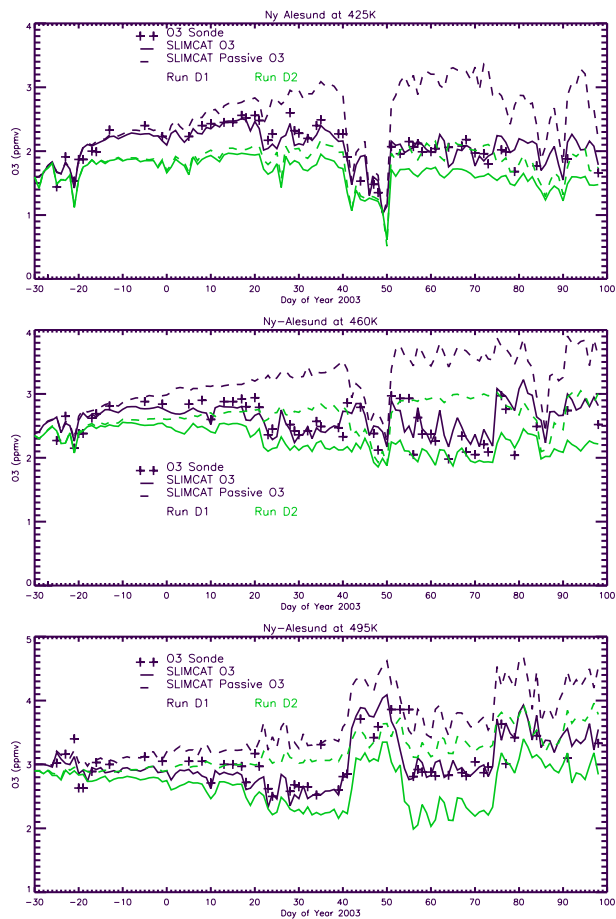 Ny Alesund at 425K
O3 Sonde
SLIMCAT O3
SLIMCAT Passive O3
Run D1 Run D2
O3 (ppmv)
4
3
2
1
0
-30 -20 -10 0 10 20 30 40 50 60 70 80 90 100
Day of Year 2003
Ny-Alesund at 460K
O3 Sonde
SLIMCAT O3
SLIMCAT Passive O3
Run D1 Run D2
O3 (ppmv)
4
3
2
1
0
-30 -20 -10 0 10 20 30 40 50 60 70 80 90 100
Day of Year 2003
Ny-Alesund at 495K
O3 Sonde
SLIMCAT O3
SLIMCAT Passive O3
Run D1 Run D2
O3 (ppmv)
5
4
3
2
1
-30 -20 -10 0 10 20 30 40 50 60 70 80 90 100
Day of Year 2003